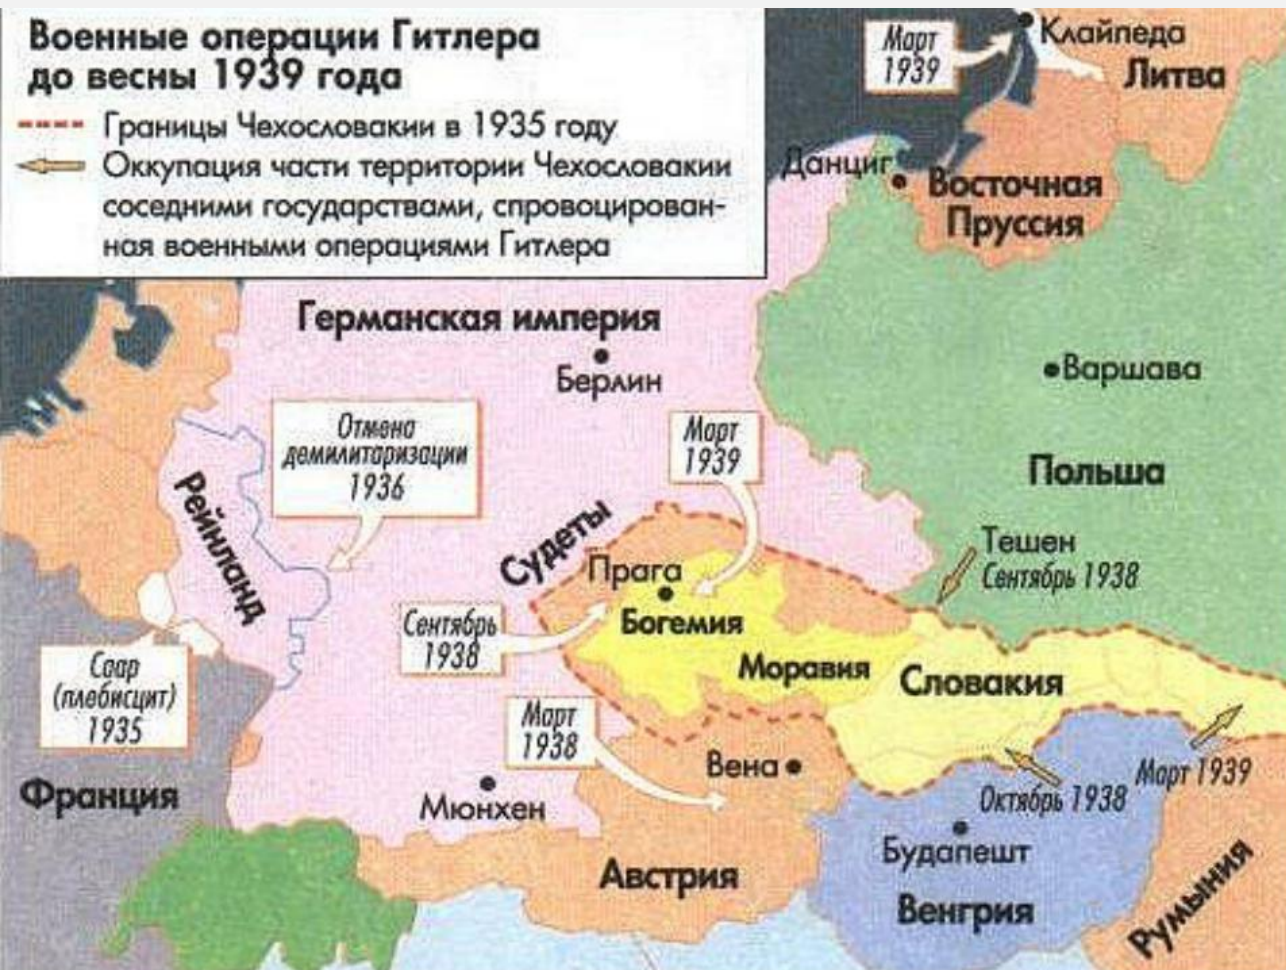 Военные операции Гитлера
до весны 1939 года
Границы Чехословакии в 1935 году
Оккупация части территории Чехословакии
соседними государствами, спровоцирован-
ная военными операциями Гитлера
Март
1939
Клайпеда
Литва
Данциг
Восточная
Пруссия
Германская империя
Берлин
Варшава
Польша
Отмена
демилитаризации
1936
Март
1939
Рейнланд
Судеты
Тешен
Сентябрь 1938
Прага
Богемия
Сентябрь
1938
Моравия
Словакия
Саар
(плебисцит)
1935
Март
1938
Вена
Март 1939
Октябрь 1938
Франция
Мюнхен
Будапешт
Австрия
Венгрия
Румыния